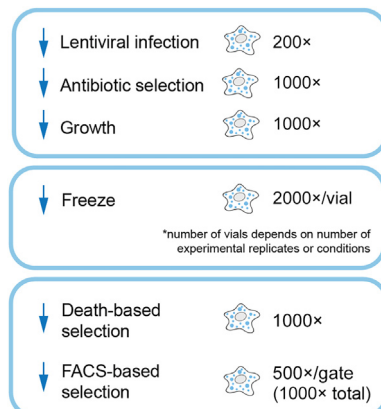 Lentiviral infection 200×
Antibiotic selection 1000×
Growth 1000×
Freeze 2000×/vial
*number of vials depends on number of
experimental replicates or conditions
Death-based
selection 1000×
FACS-based 500×/gate
selection (1000× total)